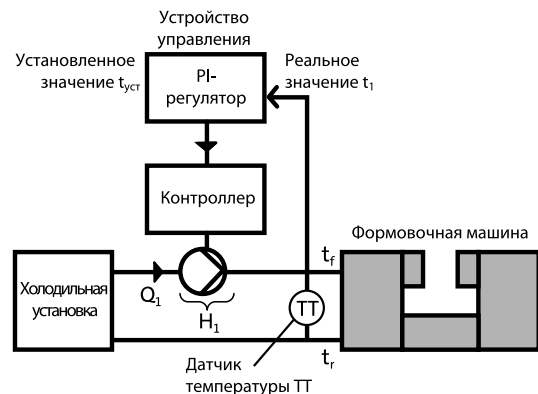 Устройство
управления
Установленное
значение tуст
PI-
регулятор
Реальное
значение t1
Контроллер
Формовочная машина
Холодильная
установка
Q1
H1
tf
TT
tr
Датчик
температуры ТТ